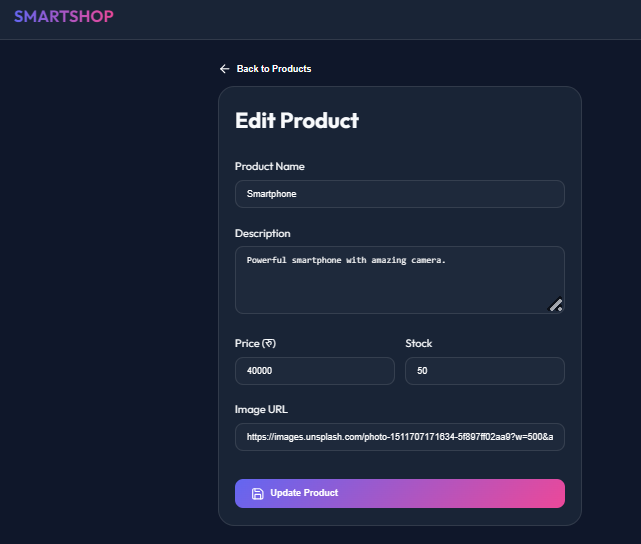 SMARTSHOP
Back to Products
Edit Product
Product Name
Smartphone
Description
Powerful smartphone with amazing camera.
Price (रु)
Stock
40000
50
Image URL
https://images.unsplash.com/photo-1511707171634-5f897ff02aa9?w=500&a
Update Product